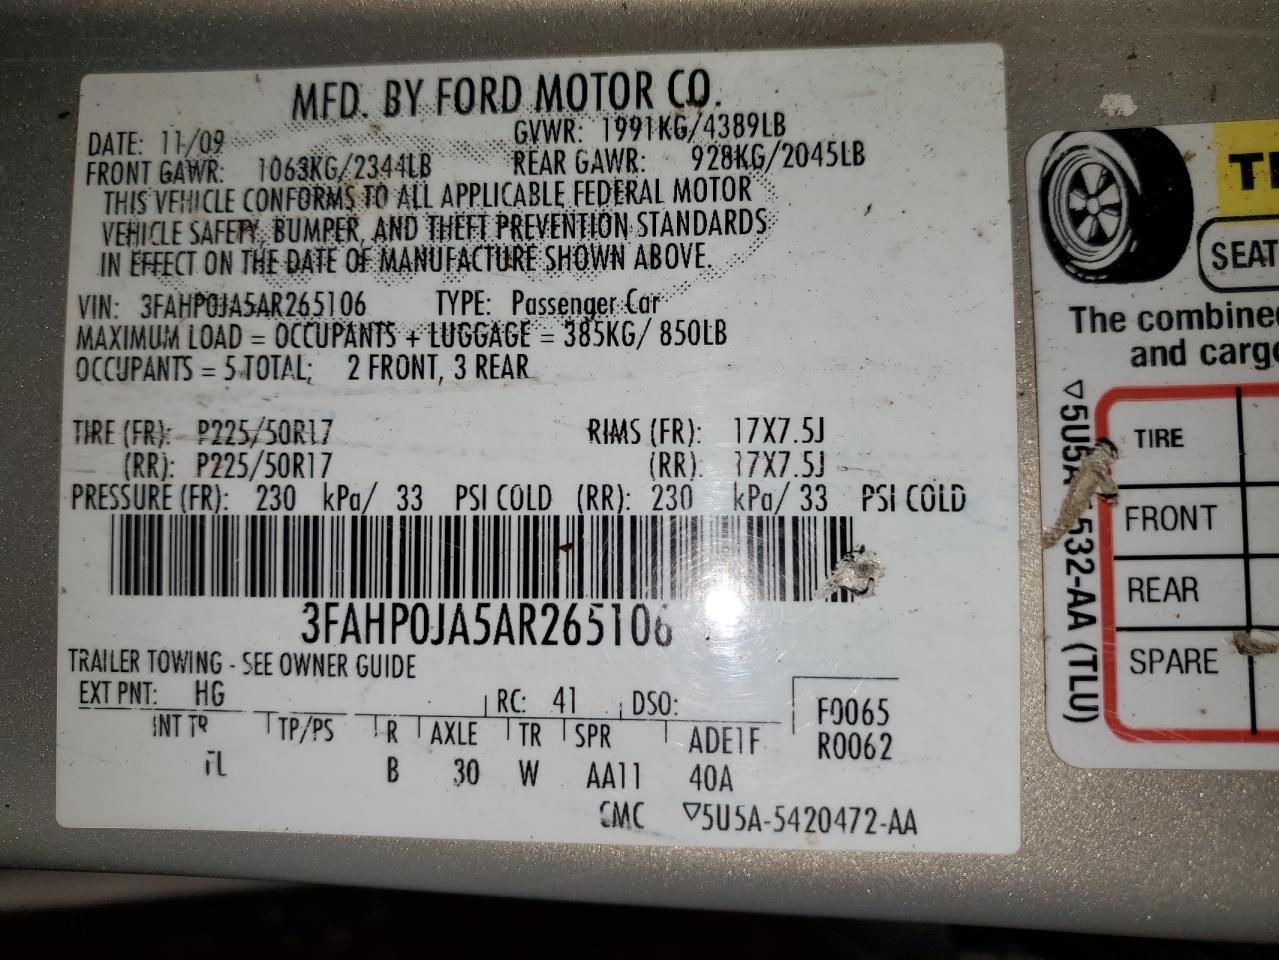 MFD. BY FORD MOTOR CO.
DATE: 11/09 GVWR: 1991KG/4389LB
FRONT GAWR: 1063KG/2344LB REAR GAWR: 928KG/2045LB
THIS VEHICLE CONFORMS TO ALL APPLICABLE FEDERAL MOTOR
VEHICLE SAFETY, BUMPER, AND THEFT PREVENTION STANDARDS
IN EFFECT ON THE DATE OF MANUFACTURE SHOWN ABOVE.
VIN: 3FAHP0JA5AR265106 TYPE: Passenger Car
MAXIMUM LOAD = OCCUPANTS + LUGGAGE = 385KG/ 850LB
OCCUPANTS = 5 TOTAL; 2 FRONT, 3 REAR
TIRE (FR): P225/50R17 RIMS (FR): 17X7.5J
(RR): P225/50R17 (RR): 17X7.5J
PRESSURE (FR): 230 kPa/ 33 PSI COLD (RR): 230 kPa/ 33 PSI COLD
3FAHP0JA5AR265106
TRAILER TOWING - SEE OWNER GUIDE
EXT PNT: HG RC: 41 DSO: F0065
INT TR TP/PS R AXLE TR SPR ADE1F R0062
B 30 W AA11 40A
CMC ▽5U5A-5420472-AA
SEAT
The combined
and cargo
TIRE
FRONT
REAR
SPARE
532-AA (TLU)